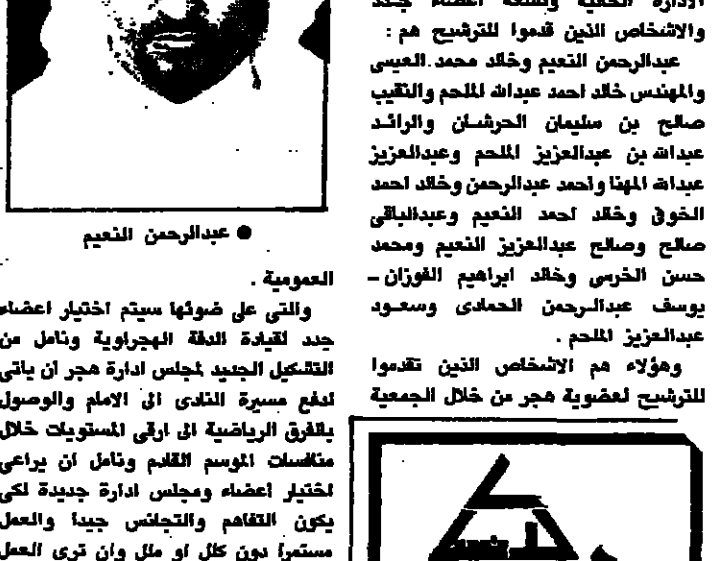 الادارة الحالية وتسعة اعضاء جدد
والاشخاص الذين قدموا للترشيح هم :
عبدالرحمن النعيم وخالد محمد العيسى
والمهندس خالد احمد عبدالله الملحم والنقيب
صالح بن سليمان الحرشان والرائد
عبدالله بن عبدالعزيز الملحم وعبدالعزيز
عبدالله المهنا واحمد عبدالرحمن وخالد احمد
الخوفي وخالد احمد النعيم وعبدالباقي
صالح وصالح عبدالعزيز النعيم ومحمد
حسن الخرس وخالد ابراهيم الفوزان –
يوسف عبدالرحمن الحمادى وسعود
عبدالعزيز الملحم .
وهؤلاء هم الاشخاص الذين تقدموا
للترشيح لعضوية هجر من خلال الجمعية
● عبدالرحمن النعيم
العمومية .
والتي على ضوئها سيتم اختيار اعضاء
جدد لقيادة الدفة الهجراوية ونامل من
التشكيل الجديد لمجلس ادارة هجر ان ياتى
لدفع مسيرة النادى الى الامام والوصول
بالفرق الرياضية الى ارقى المستويات خلال
منافسات الموسم القادم ونامل ان يراعى
اختيار اعضاء ومجلس ادارة جديدة لكى
يكون التفاهم والتجانس جيدا والعمل
مستمرا دون كلل او ملل وان ترى العمل